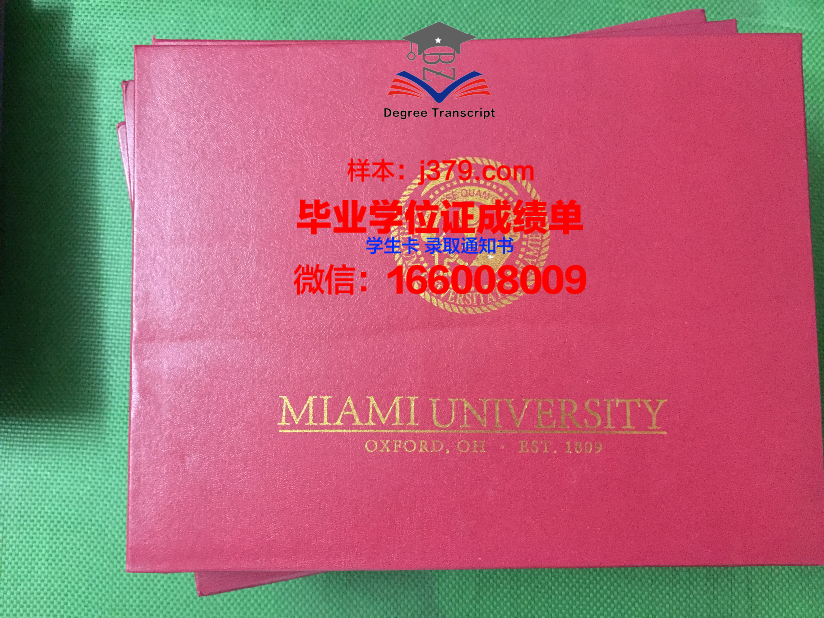 Degree Transcript
样本：j379.com
毕业学位证成绩单
学生卡 录取通知书
微信：166008009
MIAMI UNIVERSITY
OXFORD, OH · EST. 1809